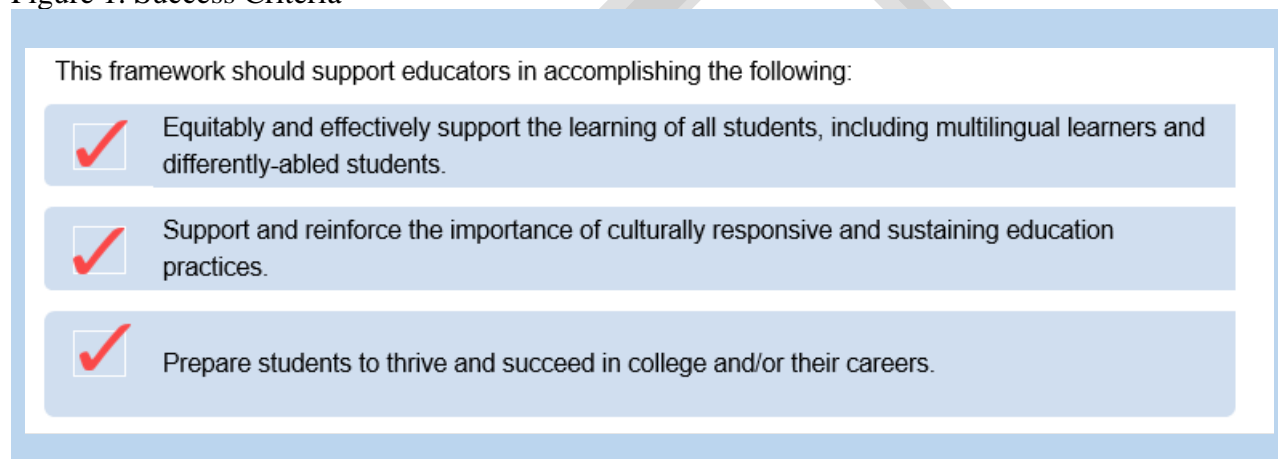 Figure 1. Success Criteria
This framework should support educators in accomplishing the following:
Equitably and effectively support the learning of all students, including multilingual learners and
differently-abled students.
Support and reinforce the importance of culturally responsive and sustaining education
practices.
Prepare students to thrive and succeed in college and/or their careers.